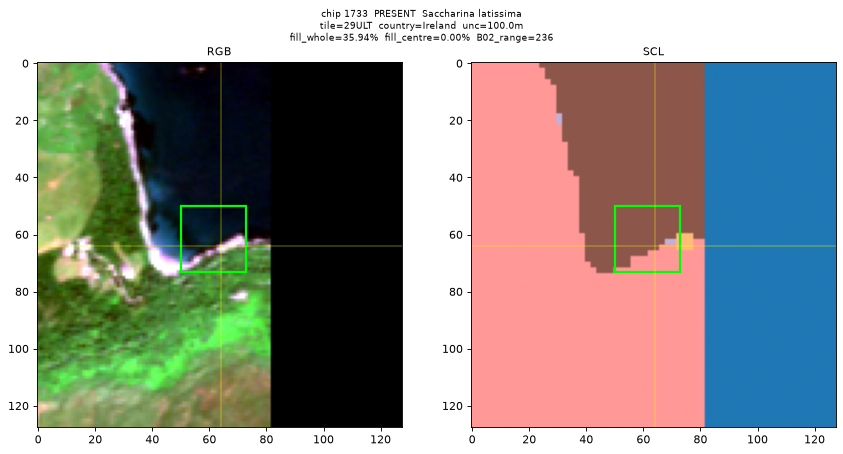 chip 1733  PRESENT  Saccharina latissima
tile=29ULT  country=Ireland  unc=100.0m
fill_whole=35.94%  fill_centre=0.00%  B02_range=236
RGB
SCL
0
20
40
60
80
100
120
0 20 40 60 80 100 120
0
20
40
60
80
100
120
0 20 40 60 80 100 120